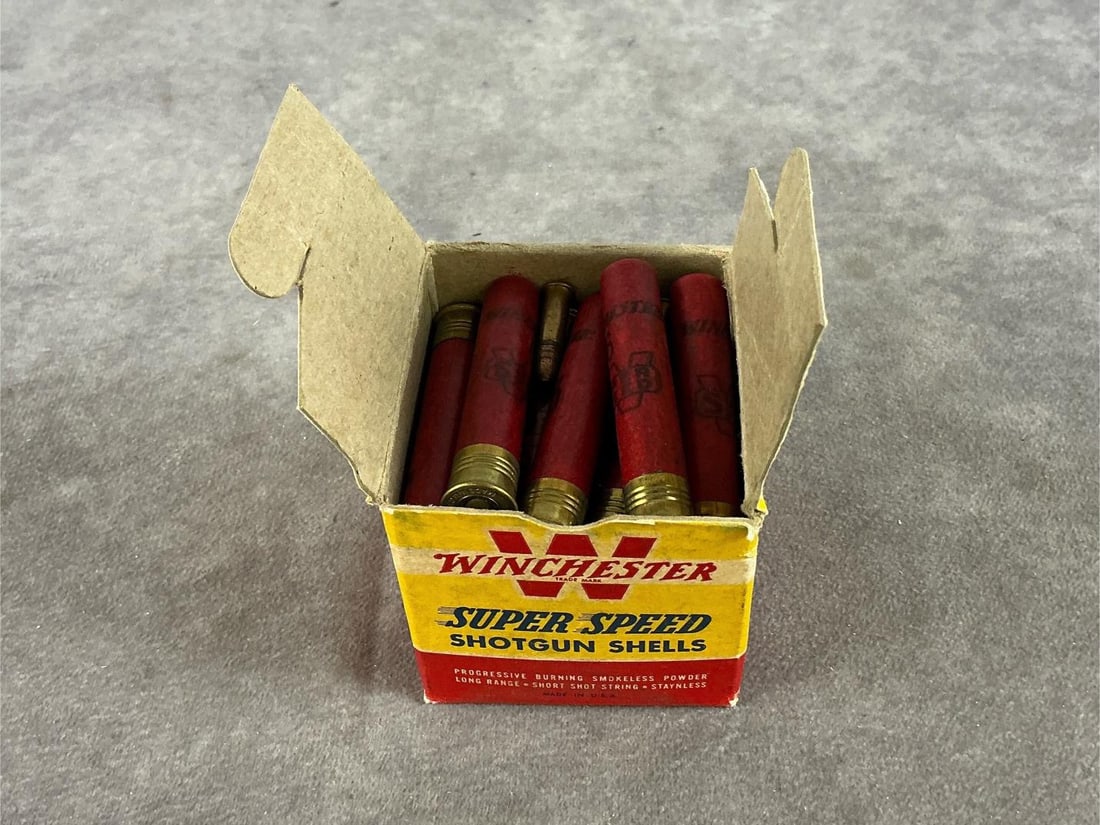 WINCHESTER
TRADE MARK
SUPER SPEED
SHOTGUN SHELLS
PROGRESSIVE BURNING SMOKELESS POWDER
LONG RANGE - SHORT SHOT STRING - STAYNLESS
MADE IN U.S.A.